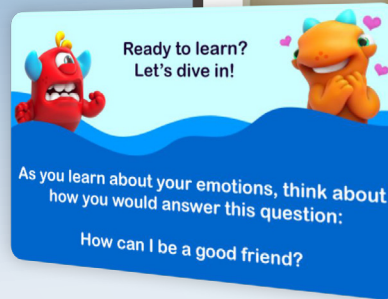 Ready to learn?
Let's dive in!
As you learn about your emotions, think about
how you would answer this question:
How can I be a good friend?